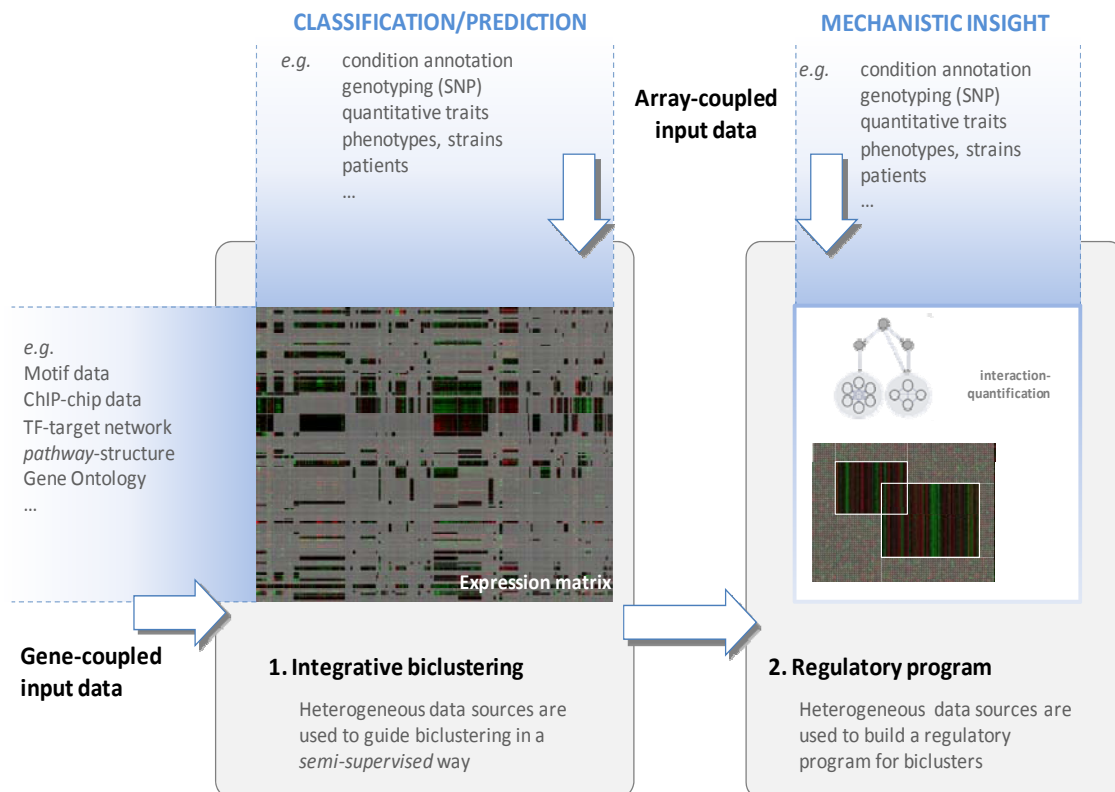 CLASSIFICATION/PREDICTION
e.g. condition annotation
genotyping (SNP)
quantitative traits
phenotypes, strains
patients
…
Array-coupled
input data
MECHANISTIC INSIGHT
e.g. condition annotation
genotyping (SNP)
quantitative traits
phenotypes, strains
patients
…
e.g.
Motif data
ChIP-chip data
TF-target network
pathway-structure
Gene Ontology
…
Gene-coupled
input data
Expression matrix
1. Integrative biclustering
Heterogeneous data sources are
used to guide biclustering in a
semi-supervised way
interaction-
quantification
2. Regulatory program
Heterogeneous data sources are
used to build a regulatory
program for biclusters